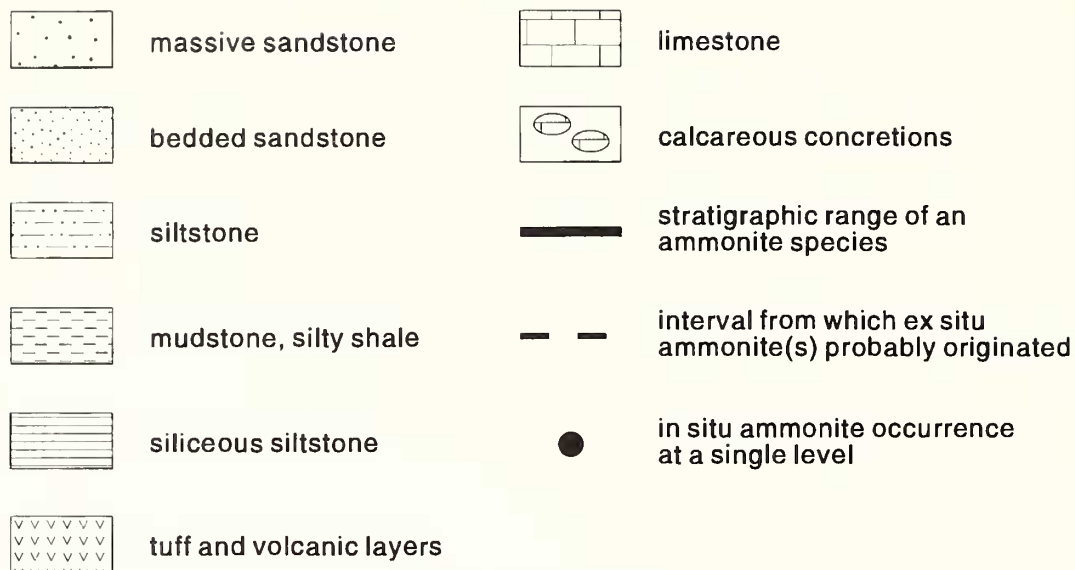 massive sandstone
bedded sandstone
siltstone
mudstone, silty shale
siliceous siltstone
tuff and volcanic layers
limestone
calcareous concretions
stratigraphic range of an
ammonite species
interval from which ex situ
ammonite(s) probably originated
in situ ammonite occurrence
at a single level